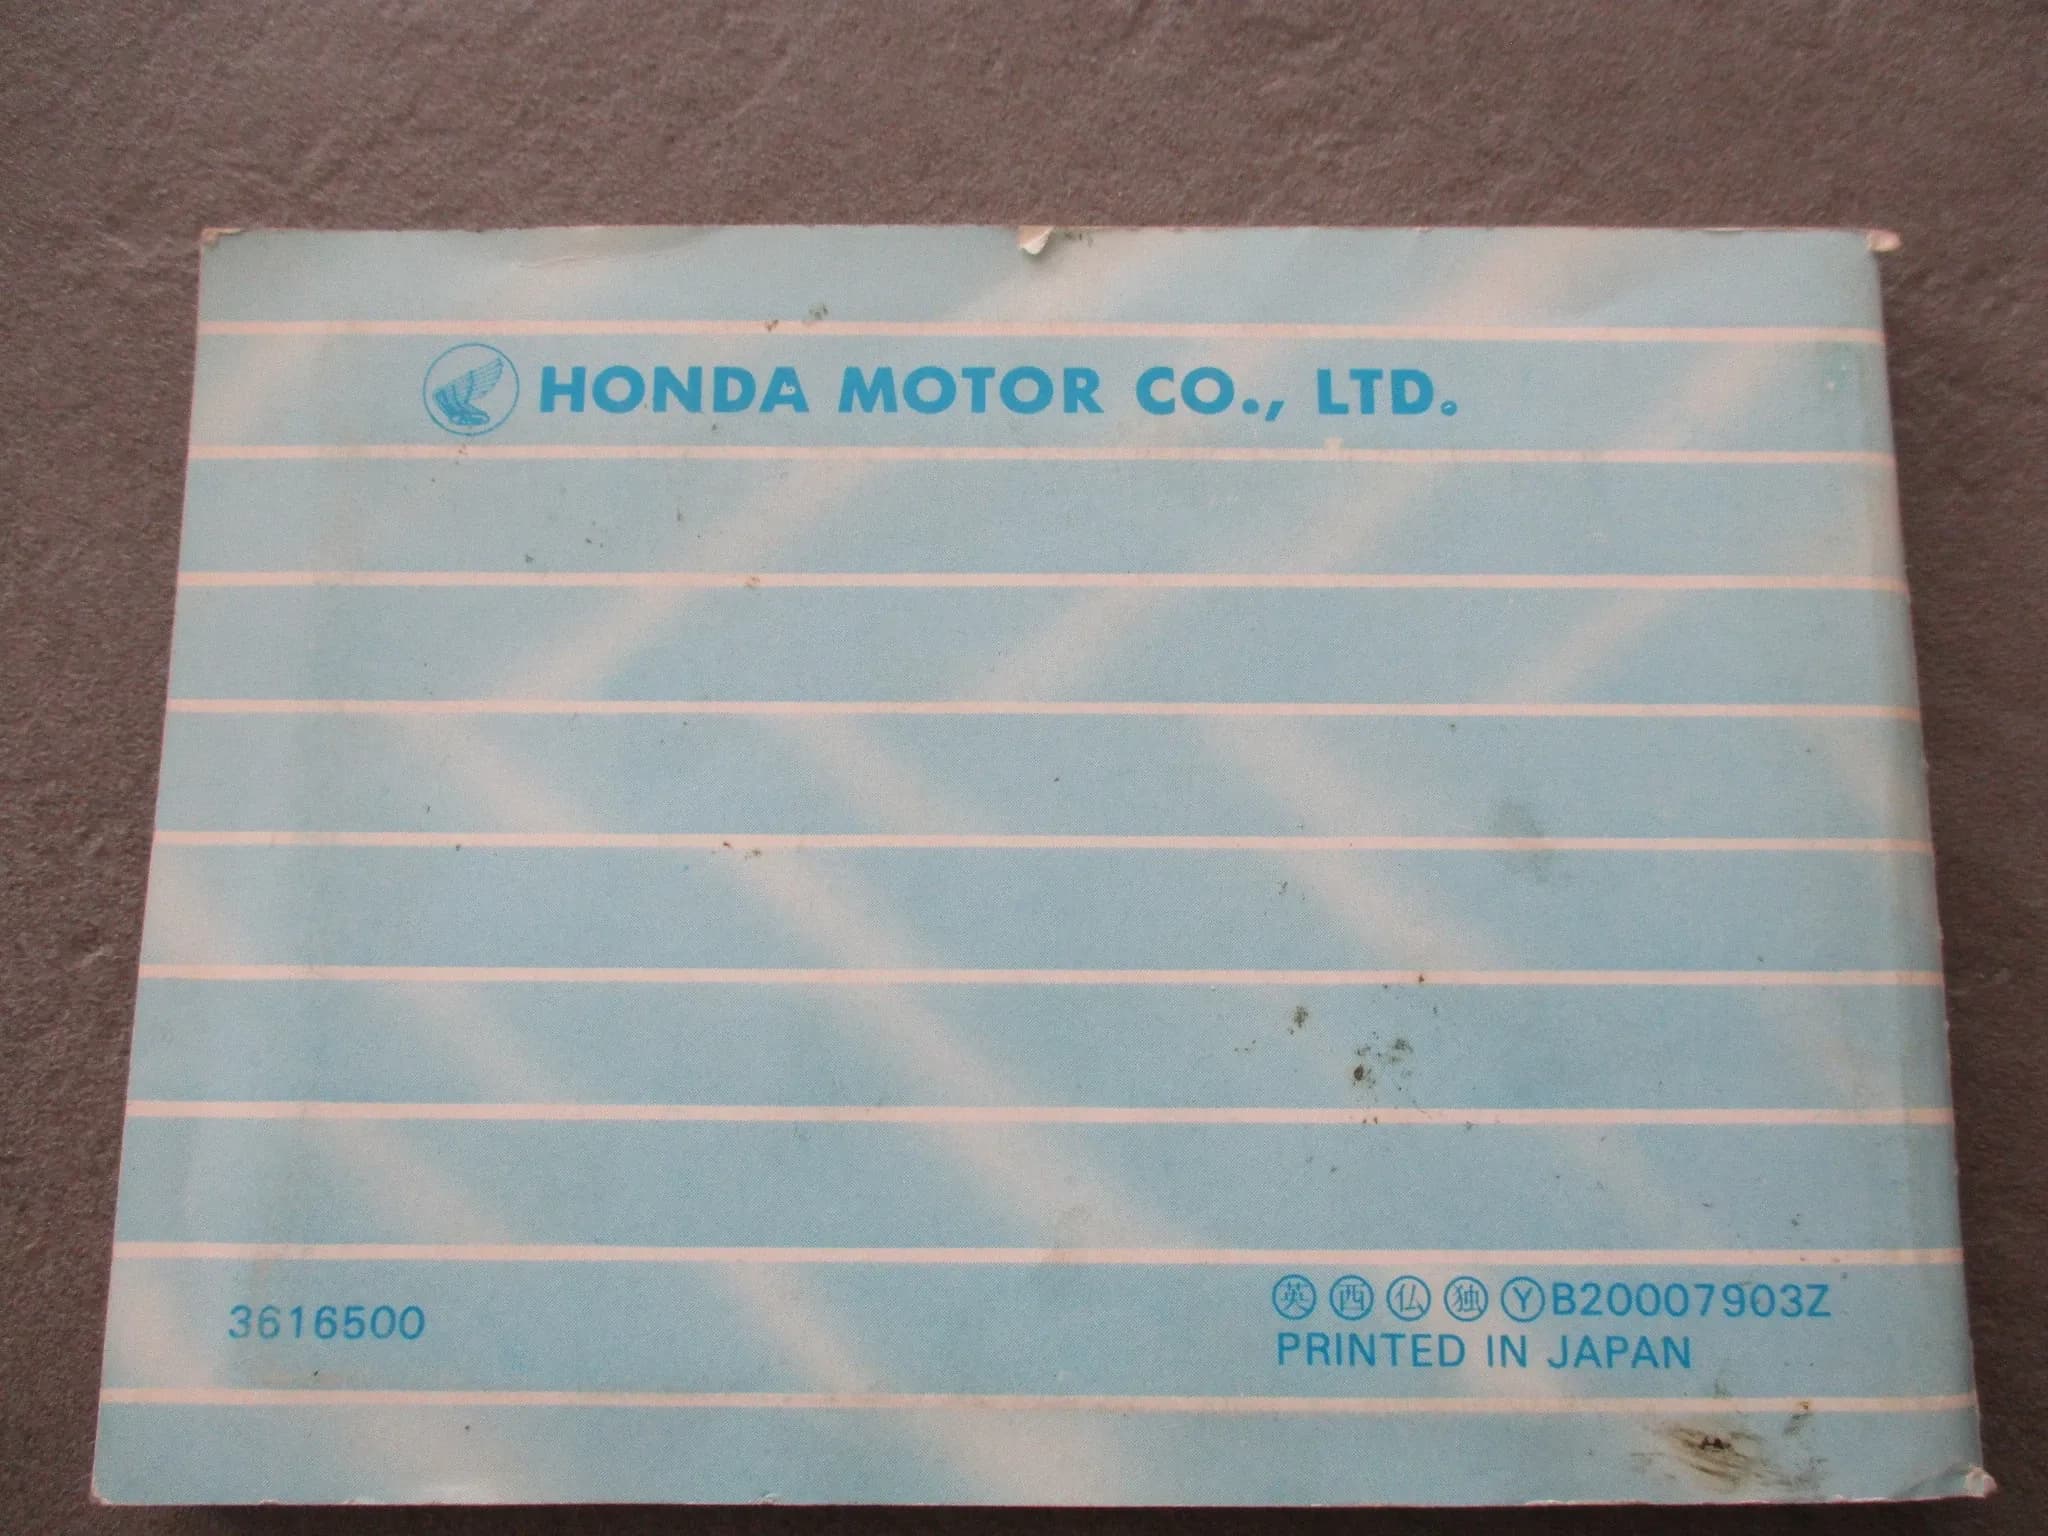 HONDA MOTOR CO., LTD.
3616500
英 西 仏 独 Ⓨ B20007903Z
PRINTED IN JAPAN